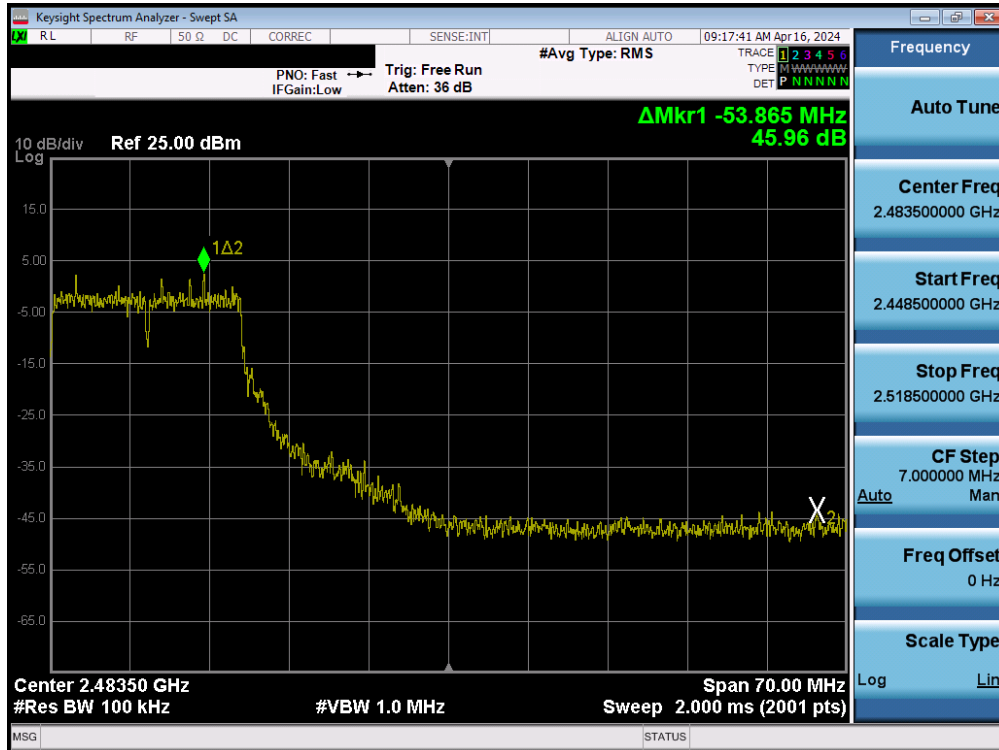 Keysight Spectrum Analyzer - Swept SA
LXI RL RF 50 Ω DC CORREC SENSE:INT ALIGN AUTO 09:17:41 AM Apr 16, 2024
PNO: Fast
IFGain:Low
Trig: Free Run
Atten: 36 dB
#Avg Type: RMS
TRACE 1 2 3 4 5 6
TYPE M W W W W W
DET P N N N N N
ΔMkr1 -53.865 MHz
45.96 dB
10 dB/div Ref 25.00 dBm
Log
15.0
5.00
-5.00
-15.0
-25.0
-35.0
-45.0
-55.0
-65.0
1Δ2
X2
Center 2.48350 GHz Span 70.00 MHz
#Res BW 100 kHz #VBW 1.0 MHz Sweep 2.000 ms (2001 pts)
MSG STATUS
Frequency
Auto Tune
Center Freq
2.483500000 GHz
Start Freq
2.448500000 GHz
Stop Freq
2.518500000 GHz
CF Step
7.000000 MHz
Auto Man
Freq Offset
0 Hz
Scale Type
Log Lin